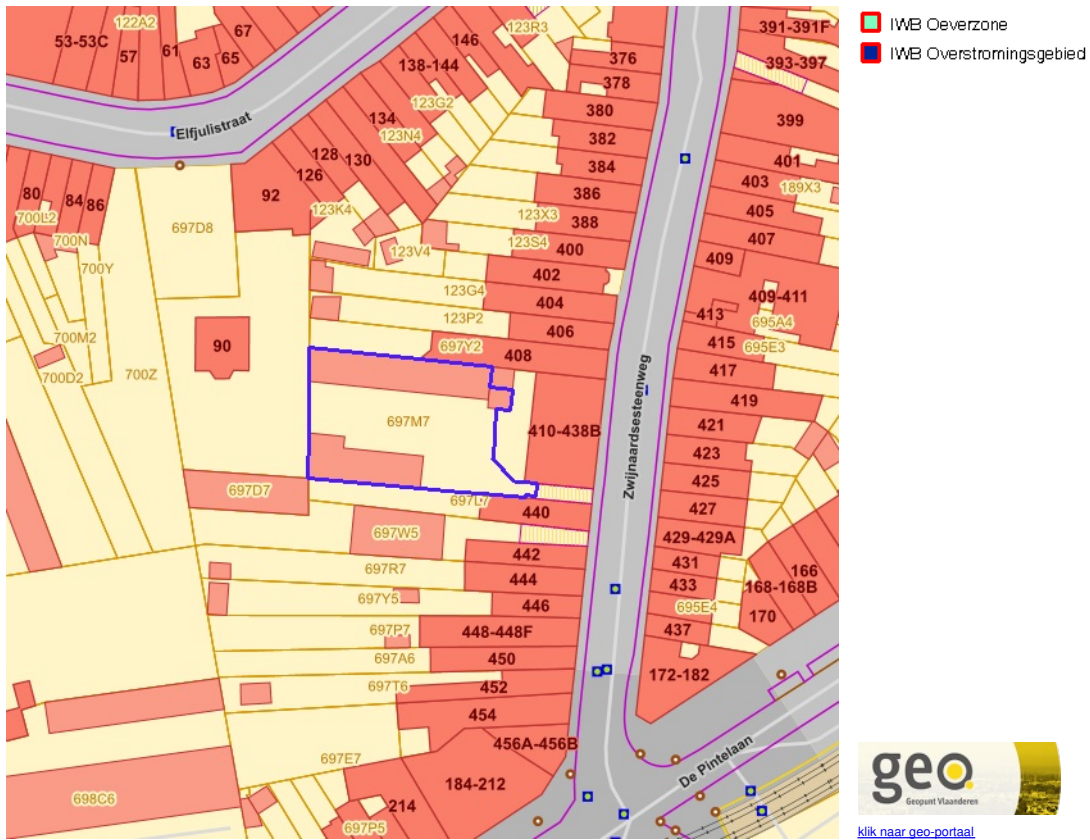 122A2
53-53C
57
61
63
65
67
123R3
146
138-144
376
378
391-391F
393-397
IWB Oeverzone
IWB Overstromingsgebied
123G2
134
123N4
Elfjulistraat
380
382
384
399
401
128
130
126
92
80
84
86
386
388
400
403
189X3
405
407
700L2
700N
700Y
697D8
123K4
123X3
123S4
123V4
409
402
404
406
123G4
123P2
409-411
413
695A4
415
695E3
700M2
700D2
700Z
90
697Y2
408
417
419
697M7
410-438B
Zwijnaardsesteenweg
421
423
425
427
697D7
697L7
440
697W5
429-429A
442
444
446
697R7
697Y5
431
433
695E4
437
166
168-168B
170
697P7
448-448F
697A6
450
697T6
452
454
172-182
456A-456B
697E7
184-212
De Pintelaan
698C6
214
697P5
geo
Geopunt Vlaanderen
klik naar geo-portaal